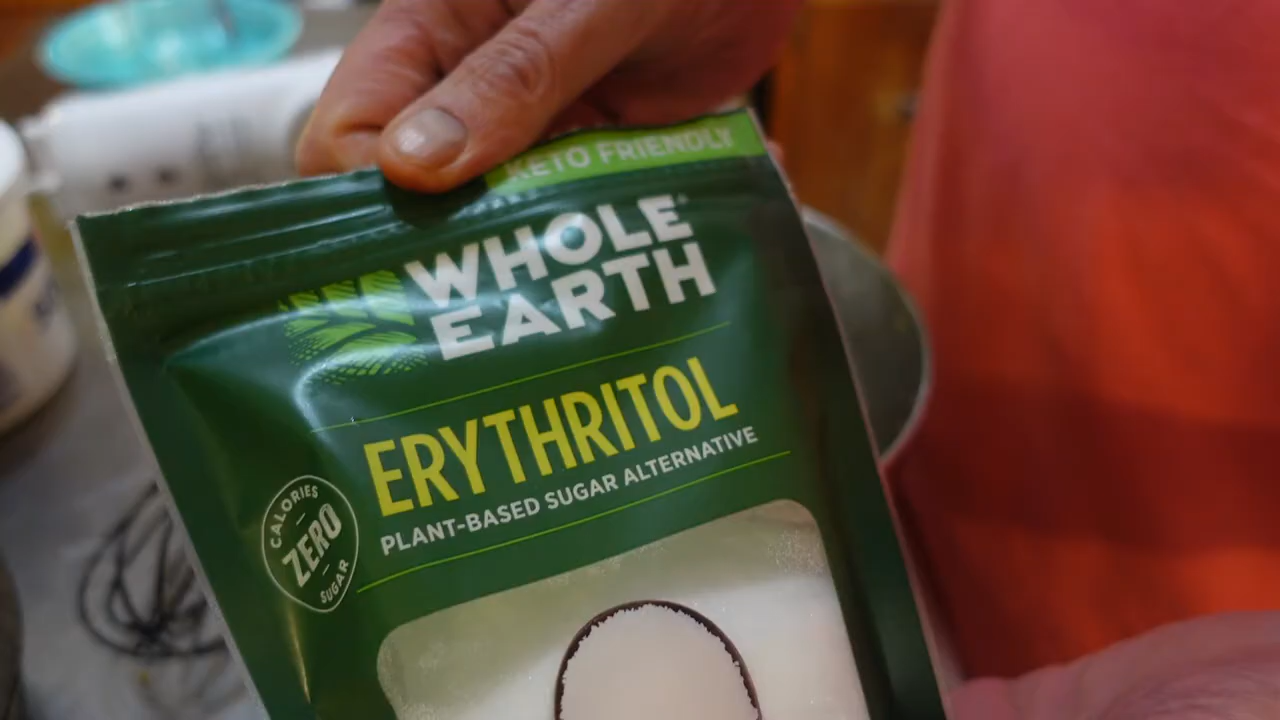 KETO FRIENDLY
WHOLE
EARTH
ERYTHRITOL
PLANT-BASED SUGAR ALTERNATIVE
CALORIES
ZERO
SUGAR